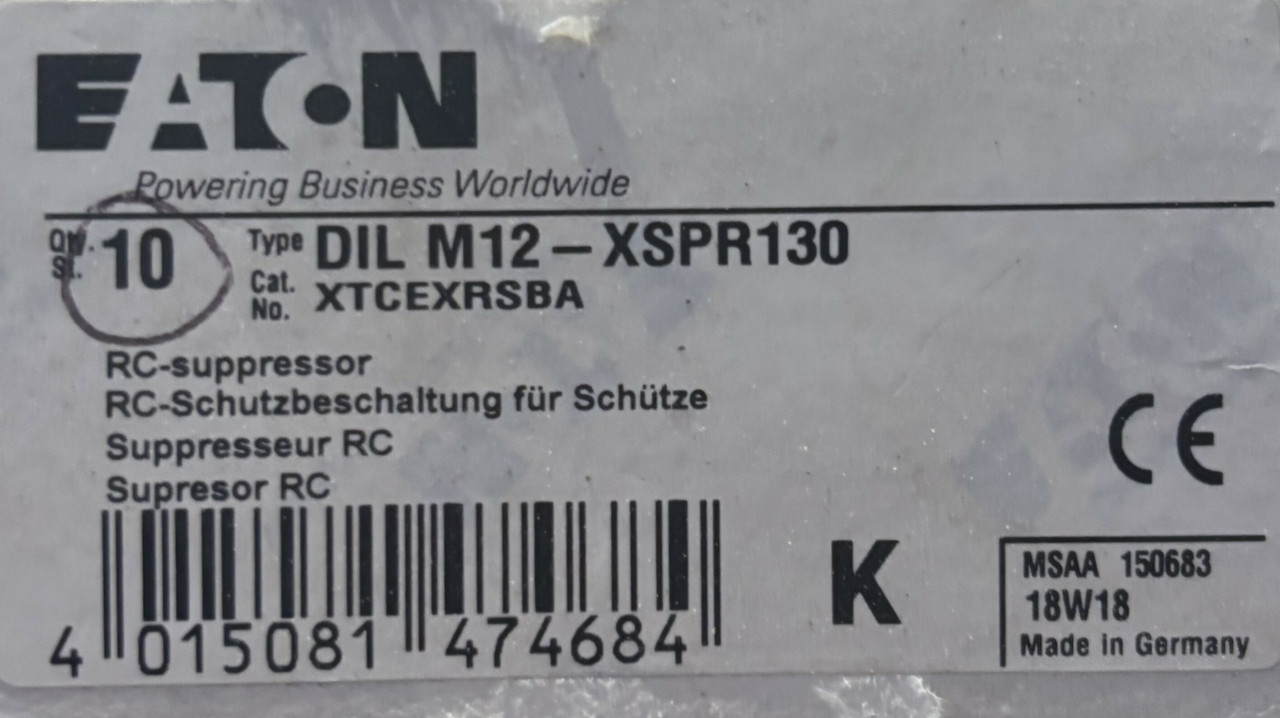 EATON
Powering Business Worldwide
Qty. St. 10 Type DIL M12-XSPR130
Cat. No. XTCEXRSBA
RC-suppressor
RC-Schutzbeschaltung für Schütze
Suppresseur RC
Supresor RC
CE
K
MSAA 150683
18W18
Made in Germany
4 015081 474684